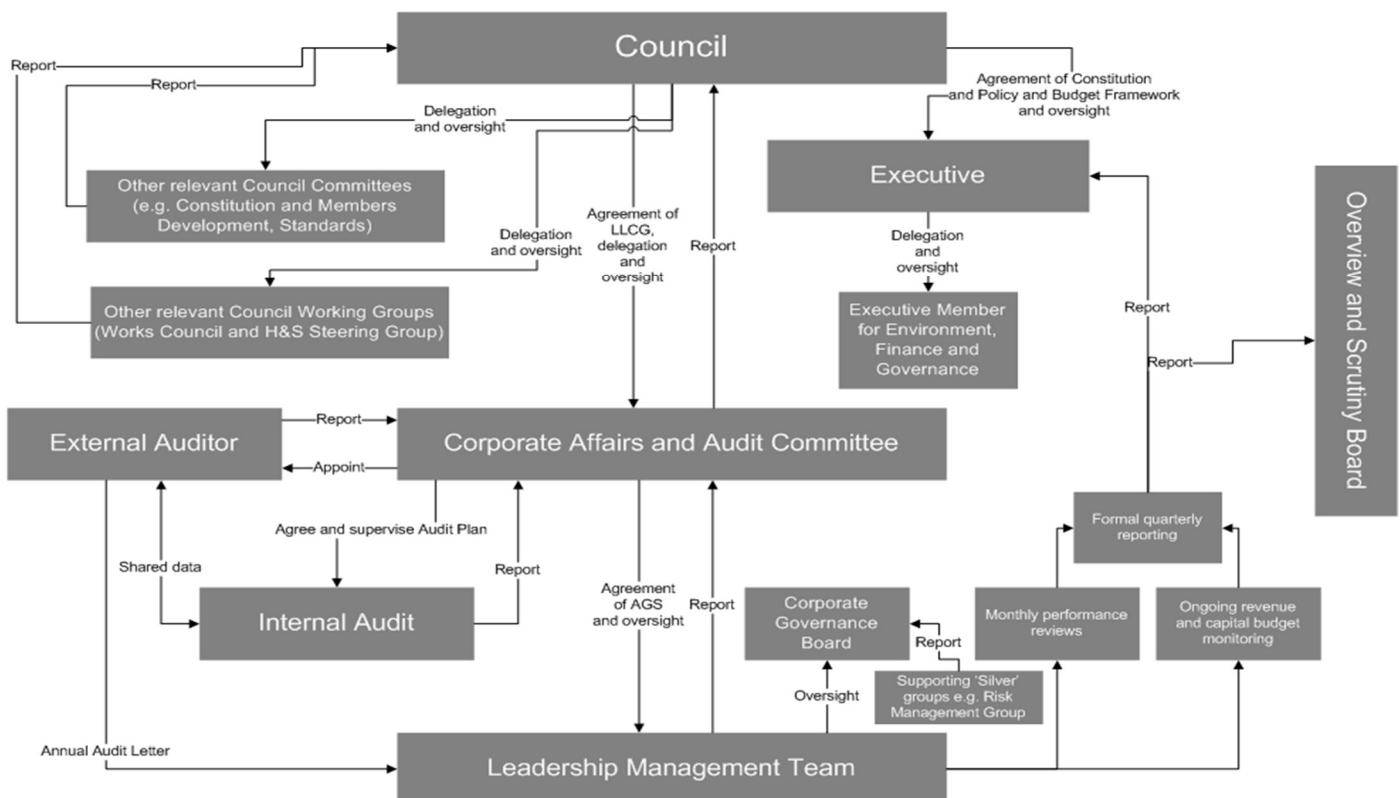 Council
Report
Report
Agreement of Constitution
and Policy and Budget Framework
and oversight
Delegation
and oversight
Executive
Other relevant Council Committees
(e.g. Constitution and Members
Development, Standards)
Agreement of
LLCG,
delegation
and
oversight
Report
Delegation
and oversight
Delegation
and
oversight
Other relevant Council Working Groups
(Works Council and H&S Steering Group)
Executive Member
for Environment,
Finance and
Governance
Report
Report
Overview and Scrutiny Board
External Auditor
Report
Appoint
Corporate Affairs and Audit Committee
Agree and supervise Audit Plan
Shared data
Report
Internal Audit
Agreement
of AGS
and oversight
Report
Formal quarterly
reporting
Corporate
Governance
Board
Monthly performance
reviews
Ongoing revenue
and capital budget
monitoring
Report
Oversight
Supporting ‘Silver’
groups e.g. Risk
Management Group
Annual Audit Letter
Leadership Management Team